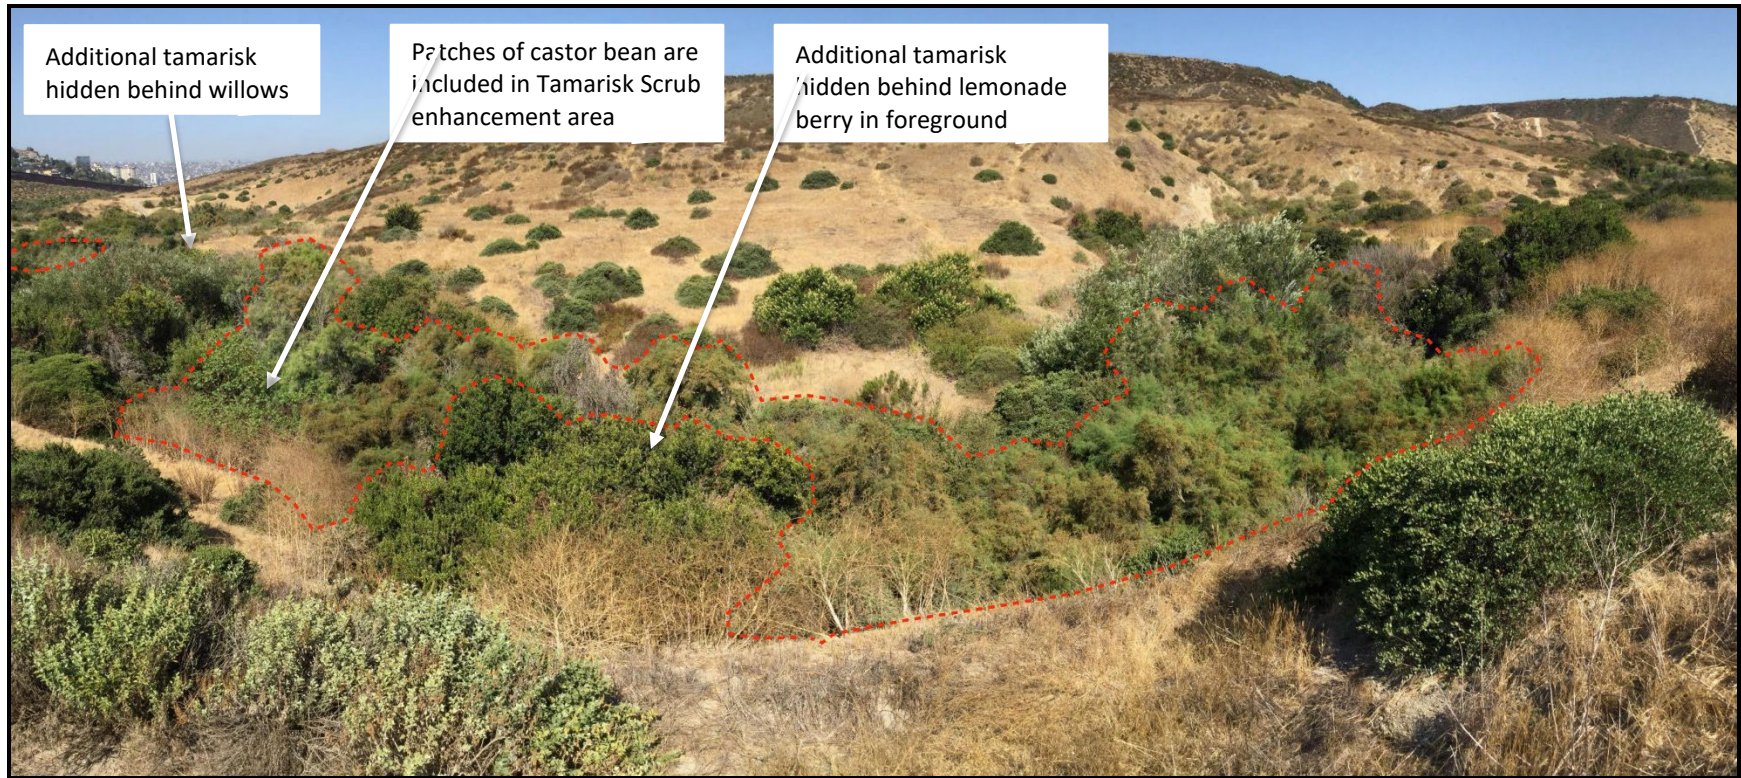 Additional tamarisk
hidden behind willows
Patches of castor bean are
included in Tamarisk Scrub
enhancement area
Additional tamarisk
hidden behind lemonade
berry in foreground